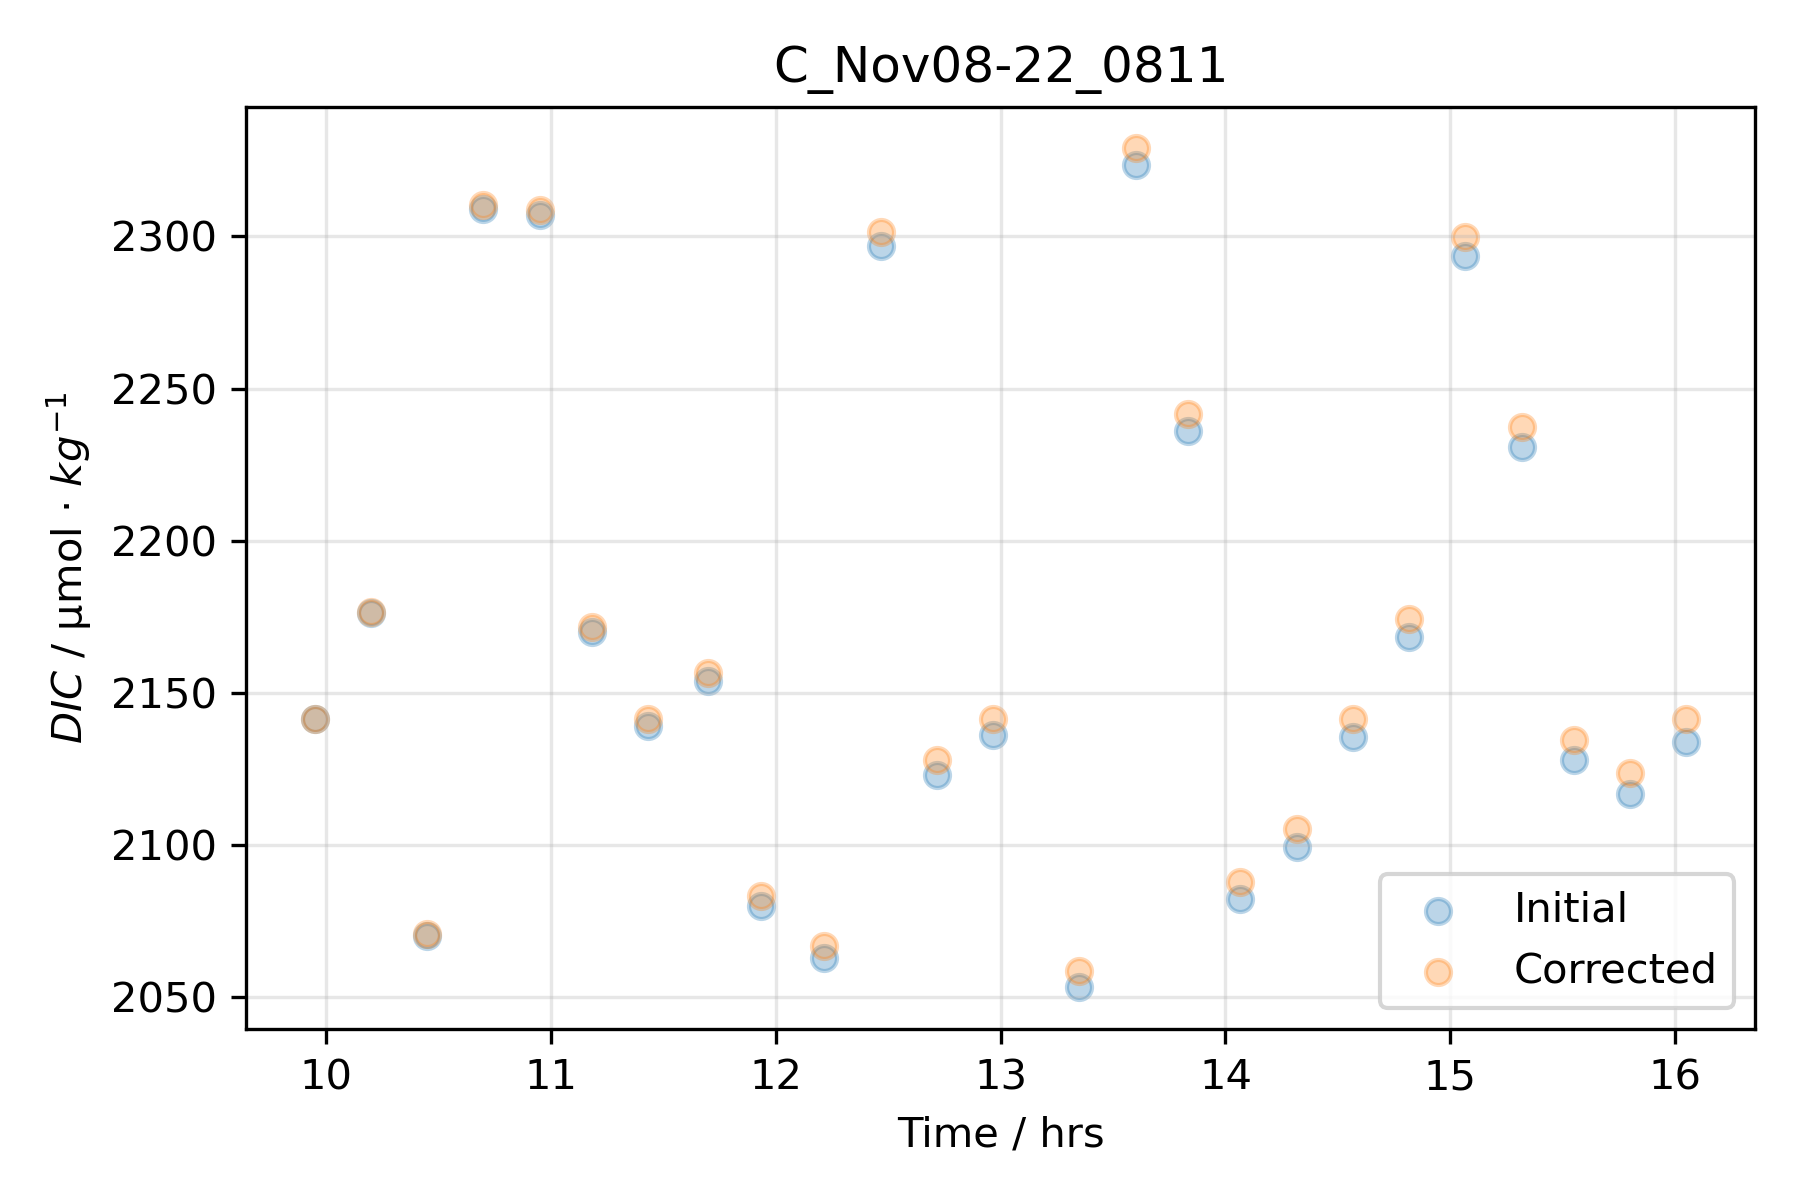 C_Nov08-22_0811
2300
2250
2200
2150
2100
2050
DIC / μmol · kg⁻¹
10 11 12 13 14 15 16
Time / hrs
Initial
Corrected